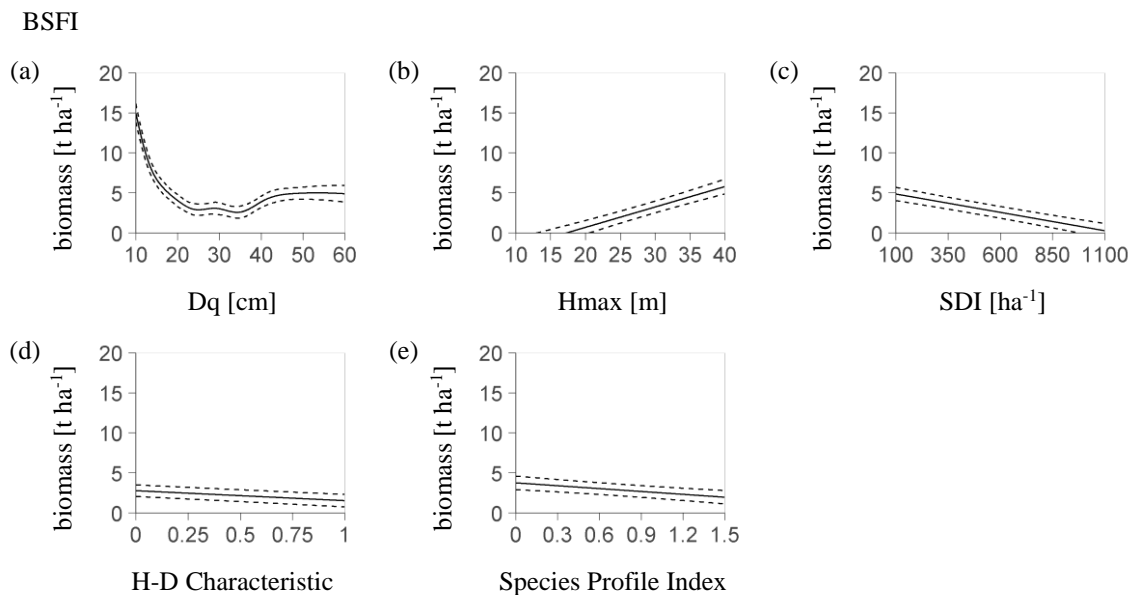 BSFI
(a)
biomass [t ha⁻¹]
20
15
10
5
0
10 20 30 40 50 60
Dq [cm]
(b)
biomass [t ha⁻¹]
20
15
10
5
0
10 15 20 25 30 35 40
Hmax [m]
(c)
biomass [t ha⁻¹]
20
15
10
5
0
100 350 600 850 1100
SDI [ha⁻¹]
(d)
biomass [t ha⁻¹]
20
15
10
5
0
0 0.25 0.5 0.75 1
H-D Characteristic
(e)
biomass [t ha⁻¹]
20
15
10
5
0
0 0.3 0.6 0.9 1.2 1.5
Species Profile Index